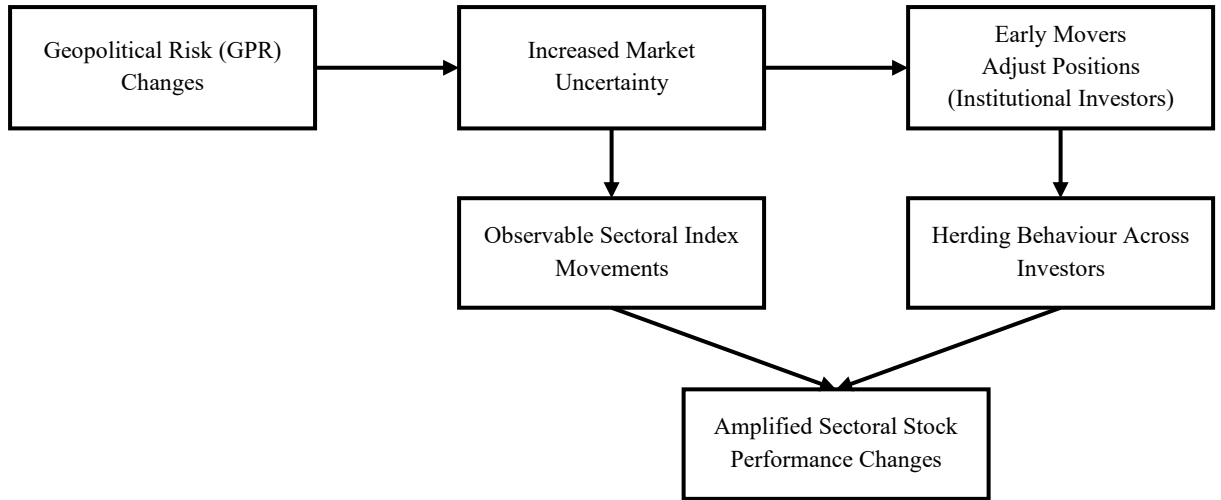 Geopolitical Risk (GPR)
Changes
Increased Market
Uncertainty
Early Movers
Adjust Positions
(Institutional Investors)
Observable Sectoral Index
Movements
Herding Behaviour Across
Investors
Amplified Sectoral Stock
Performance Changes